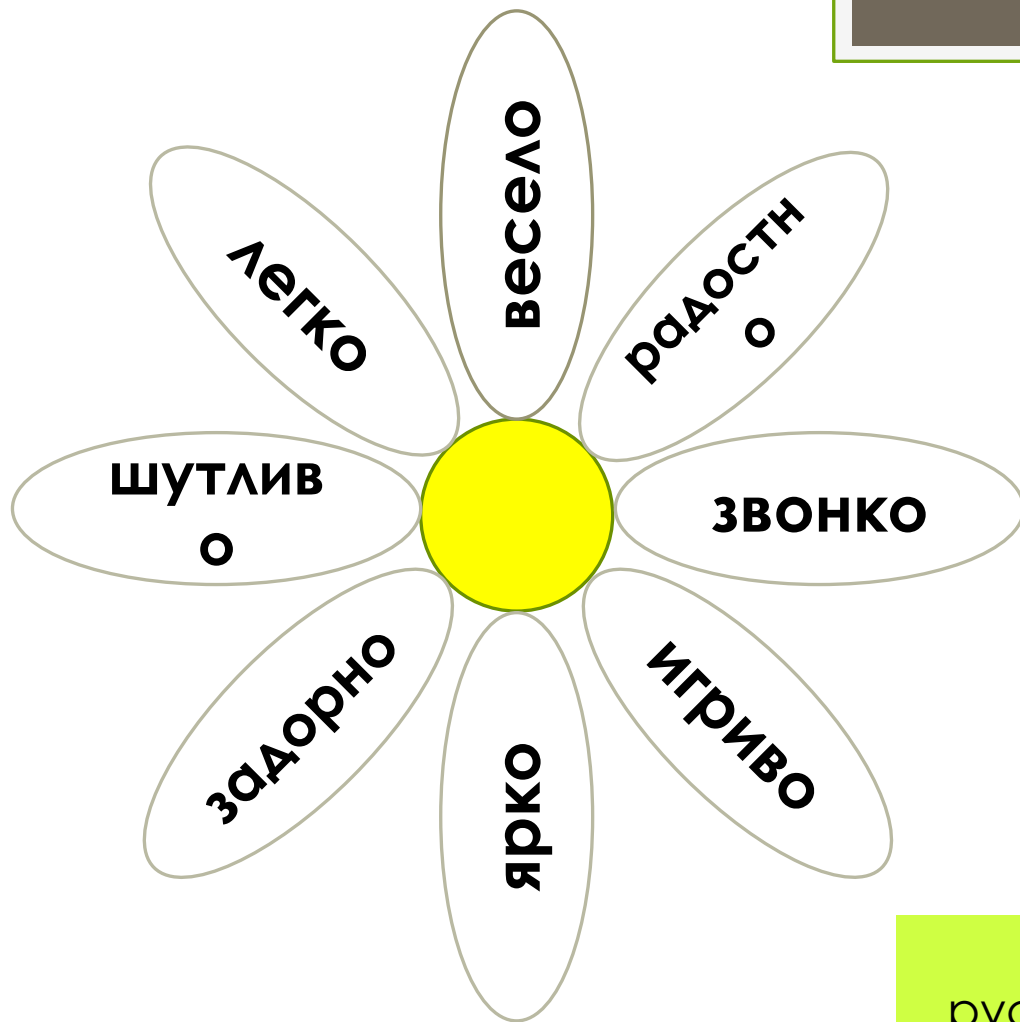 весело
радостн
о
звонко
игриво
ярко
задорно
шутлив
о
легко